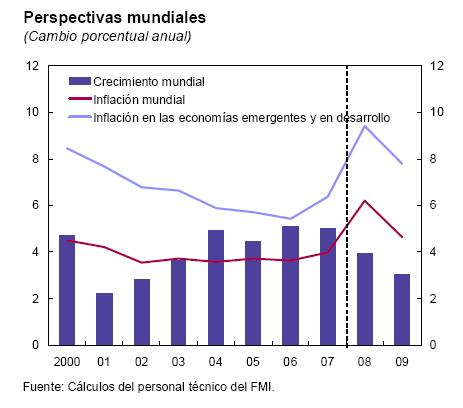 Perspectivas mundiales
(Cambio porcentual anual)
12 12
Crecimiento mundial
Inflación mundial
10 10
Inflación en las economías emergentes y en desarrollo
8 8
6 6
4 4
2 2
0 0
2000 01 02 03 04 05 06 07 08 09
Fuente: Cálculos del personal técnico del FMI.